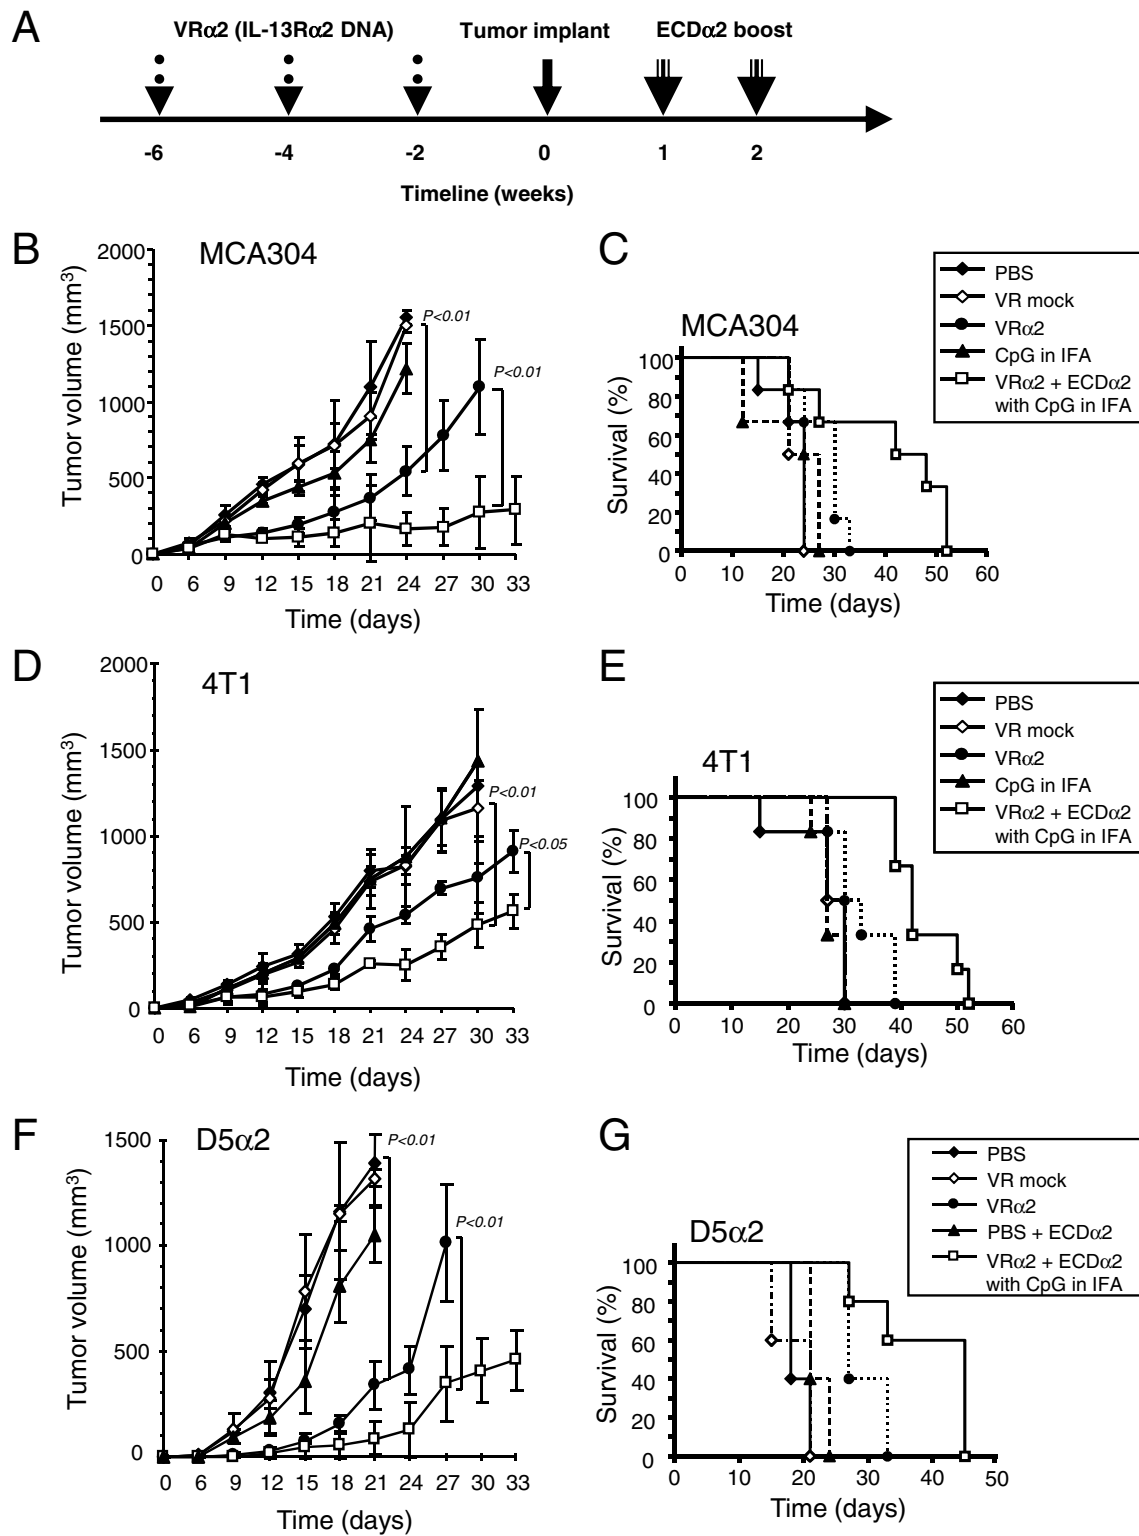 A
VRα2 (IL-13Rα2 DNA) Tumor implant ECDα2 boost
-6 -4 -2 0 1 2
Timeline (weeks)
B
MCA304
Tumor volume (mm³)
2000
1500
1000
500
0
P<0.01
P<0.01
0 6 9 12 15 18 21 24 27 30 33
Time (days)
C
MCA304
Survival (%)
100
80
60
40
20
0
0 10 20 30 40 50 60
Time (days)
PBS
VR mock
VRα2
CpG in IFA
VRα2 + ECDα2
with CpG in IFA
D
4T1
Tumor volume (mm³)
2000
1500
1000
500
0
P<0.01
P<0.05
0 6 9 12 15 18 21 24 27 30 33
Time (days)
E
4T1
Survival (%)
100
80
60
40
20
0
0 10 20 30 40 50 60
Time (days)
PBS
VR mock
VRα2
CpG in IFA
VRα2 + ECDα2
with CpG in IFA
F
D5α2
Tumor volume (mm³)
1500
1000
500
0
P<0.01
P<0.01
0 6 9 12 15 18 21 24 27 30 33
Time (days)
G
D5α2
Survival (%)
100
80
60
40
20
0
0 10 20 30 40 50
Time (days)
PBS
VR mock
VRα2
PBS + ECDα2
VRα2 + ECDα2
with CpG in IFA